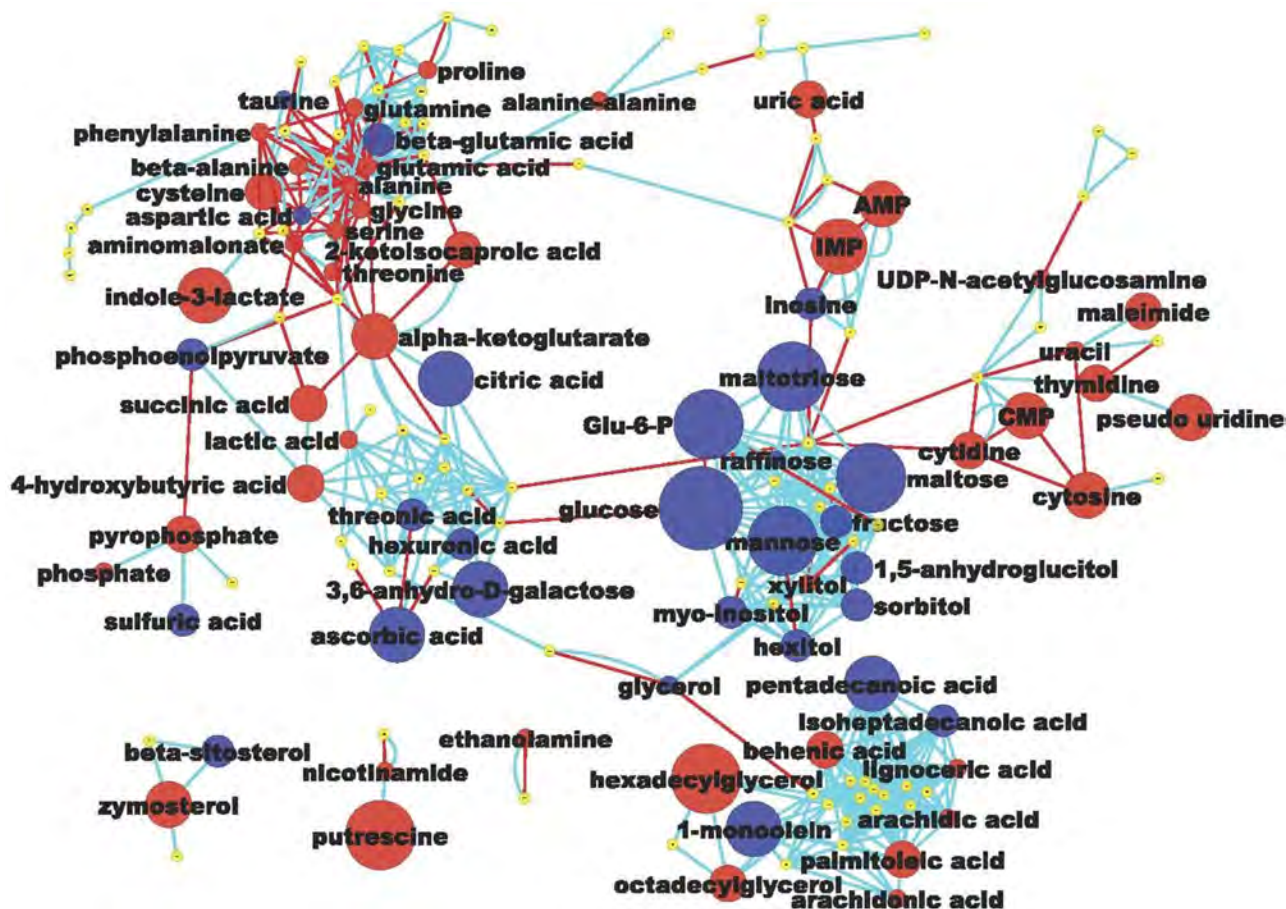 proline
taurine
glutamine
alanine-alanine
uric acid
phenylalanine
beta-glutamic acid
beta-alanine
glutamic acid
cysteine
alanine
aspartic acid
glycine
AMP
serine
aminomalonate
2-ketoisocaproic acid
IMP
threonine
UDP-N-acetylglucosamine
indole-3-lactate
inosine
maleimide
alpha-ketoglutarate
phosphoenolpyruvate
uracil
citric acid
maltotriose
thymidine
succinic acid
Glu-6-P
CMP
pseudo uridine
lactic acid
raffinose
cytidine
4-hydroxybutyric acid
maltose
cytosine
threonic acid
glucose
fructose
pyrophosphate
hexuronic acid
mannose
phosphate
3,6-anhydro-D-galactose
xylitol
1,5-anhydroglucitol
sulfuric acid
ascorbic acid
myo-inositol
sorbitol
hexitol
glycerol
pentadecanoic acid
isoheptadecanoic acid
beta-sitosterol
ethanolamine
behenic acid
nicotinamide
hexadecylglycerol
lignoceric acid
zymosterol
putrescine
1-monoolein
arachidic acid
palmitoleic acid
octadecylglycerol
arachidonic acid